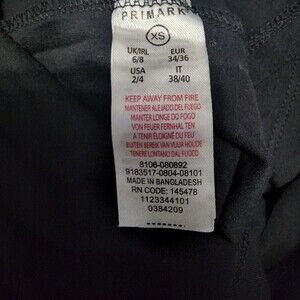 PRIMARK
XS
UK/IRL EUR
6/8 34/36
USA IT
2/4 38/40
KEEP AWAY FROM FIRE
MANTENER ALEJADO DEL FUEGO
MANTER LONGE DO FOGO
VON FEUER FERNHALTEN
A TENIR ÉLOIGNÉ DU FEU
BUITEN BEREIK VAN VUUR HOUDEN
TENERE LONTANO DAL FUOCO
8106-080892
9183517-0804-08101
MADE IN BANGLADESH
RN CODE: 145478
1123344101
0384209